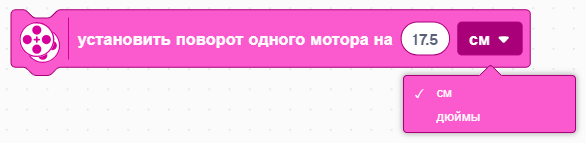 установить поворот одного мотора на 17.5 см
✓ см
дюймы